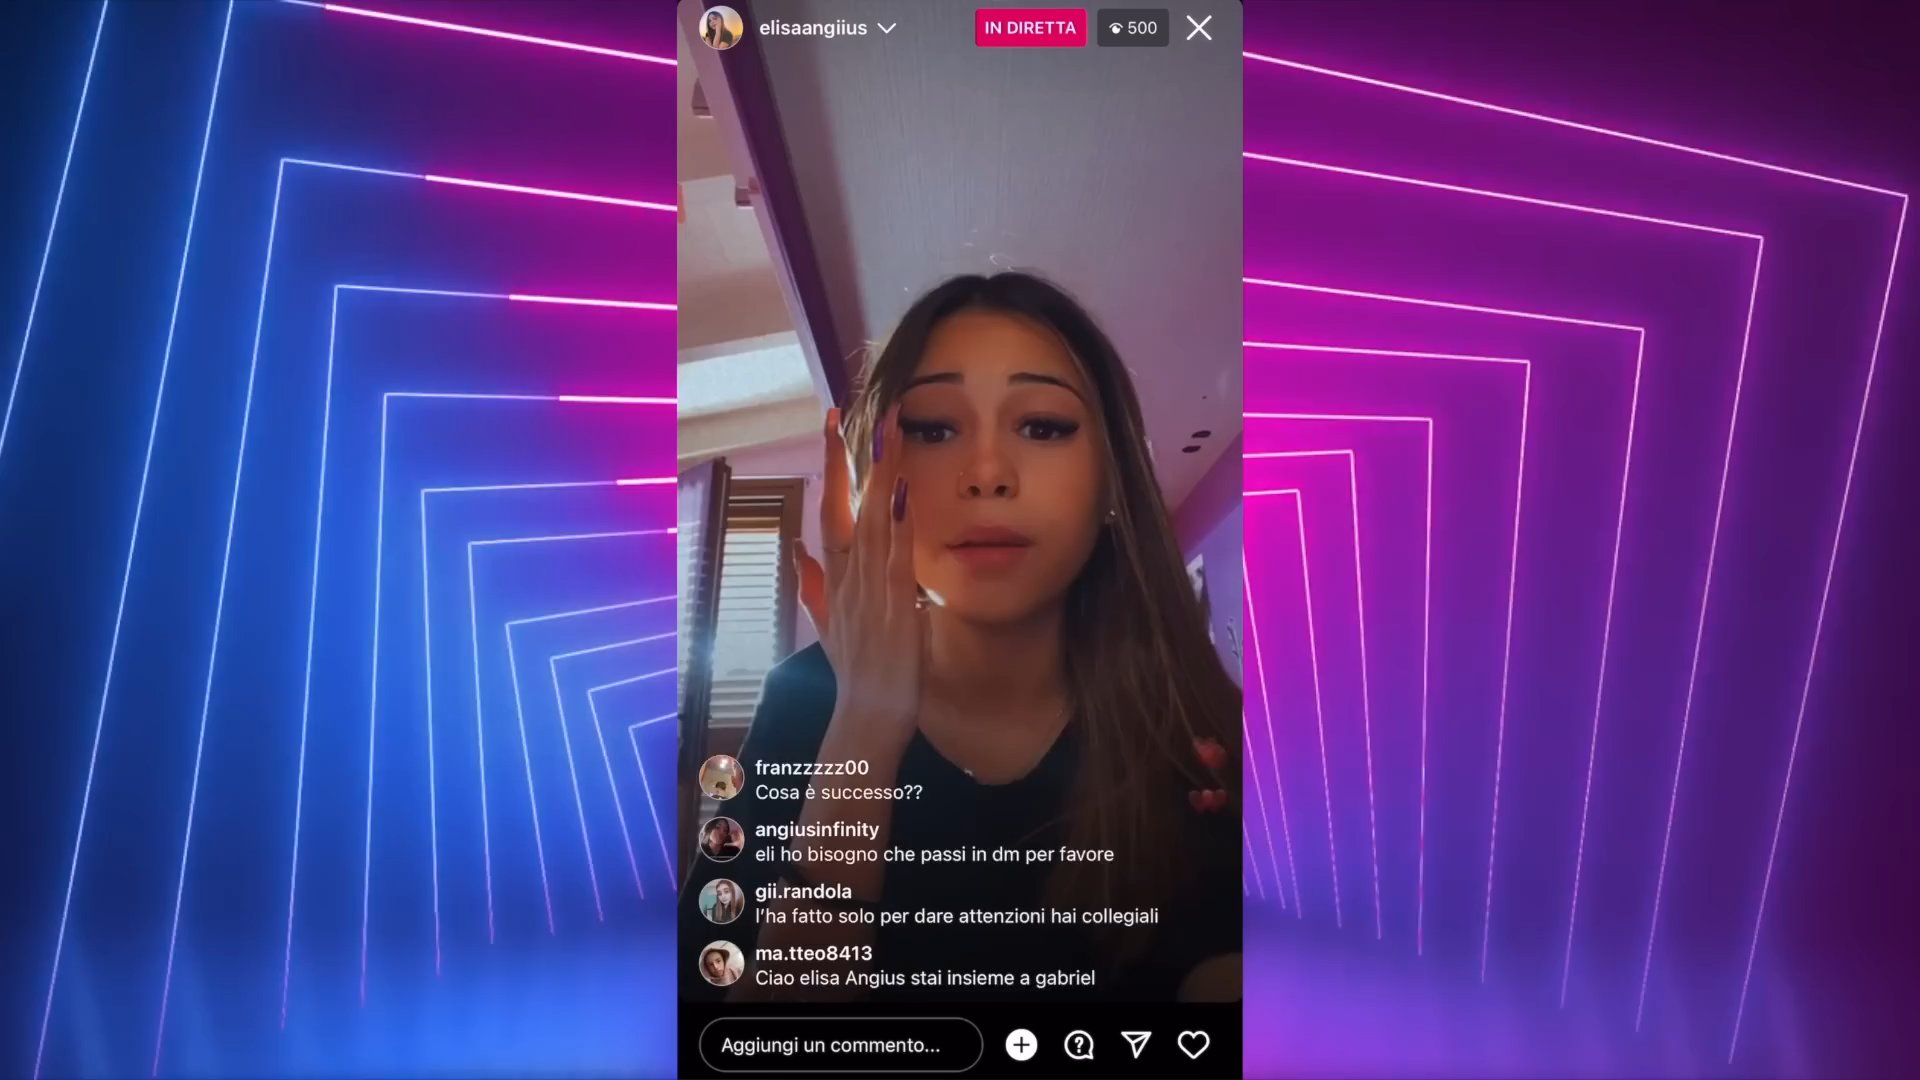 elisaangiius
IN DIRETTA
500
franzzzzz00
Cosa è successo??
angiusinfinity
eli ho bisogno che passi in dm per favore
gii.randola
l'ha fatto solo per dare attenzioni hai collegiali
ma.tteo8413
Ciao elisa Angius stai insieme a gabriel
Aggiungi un commento...